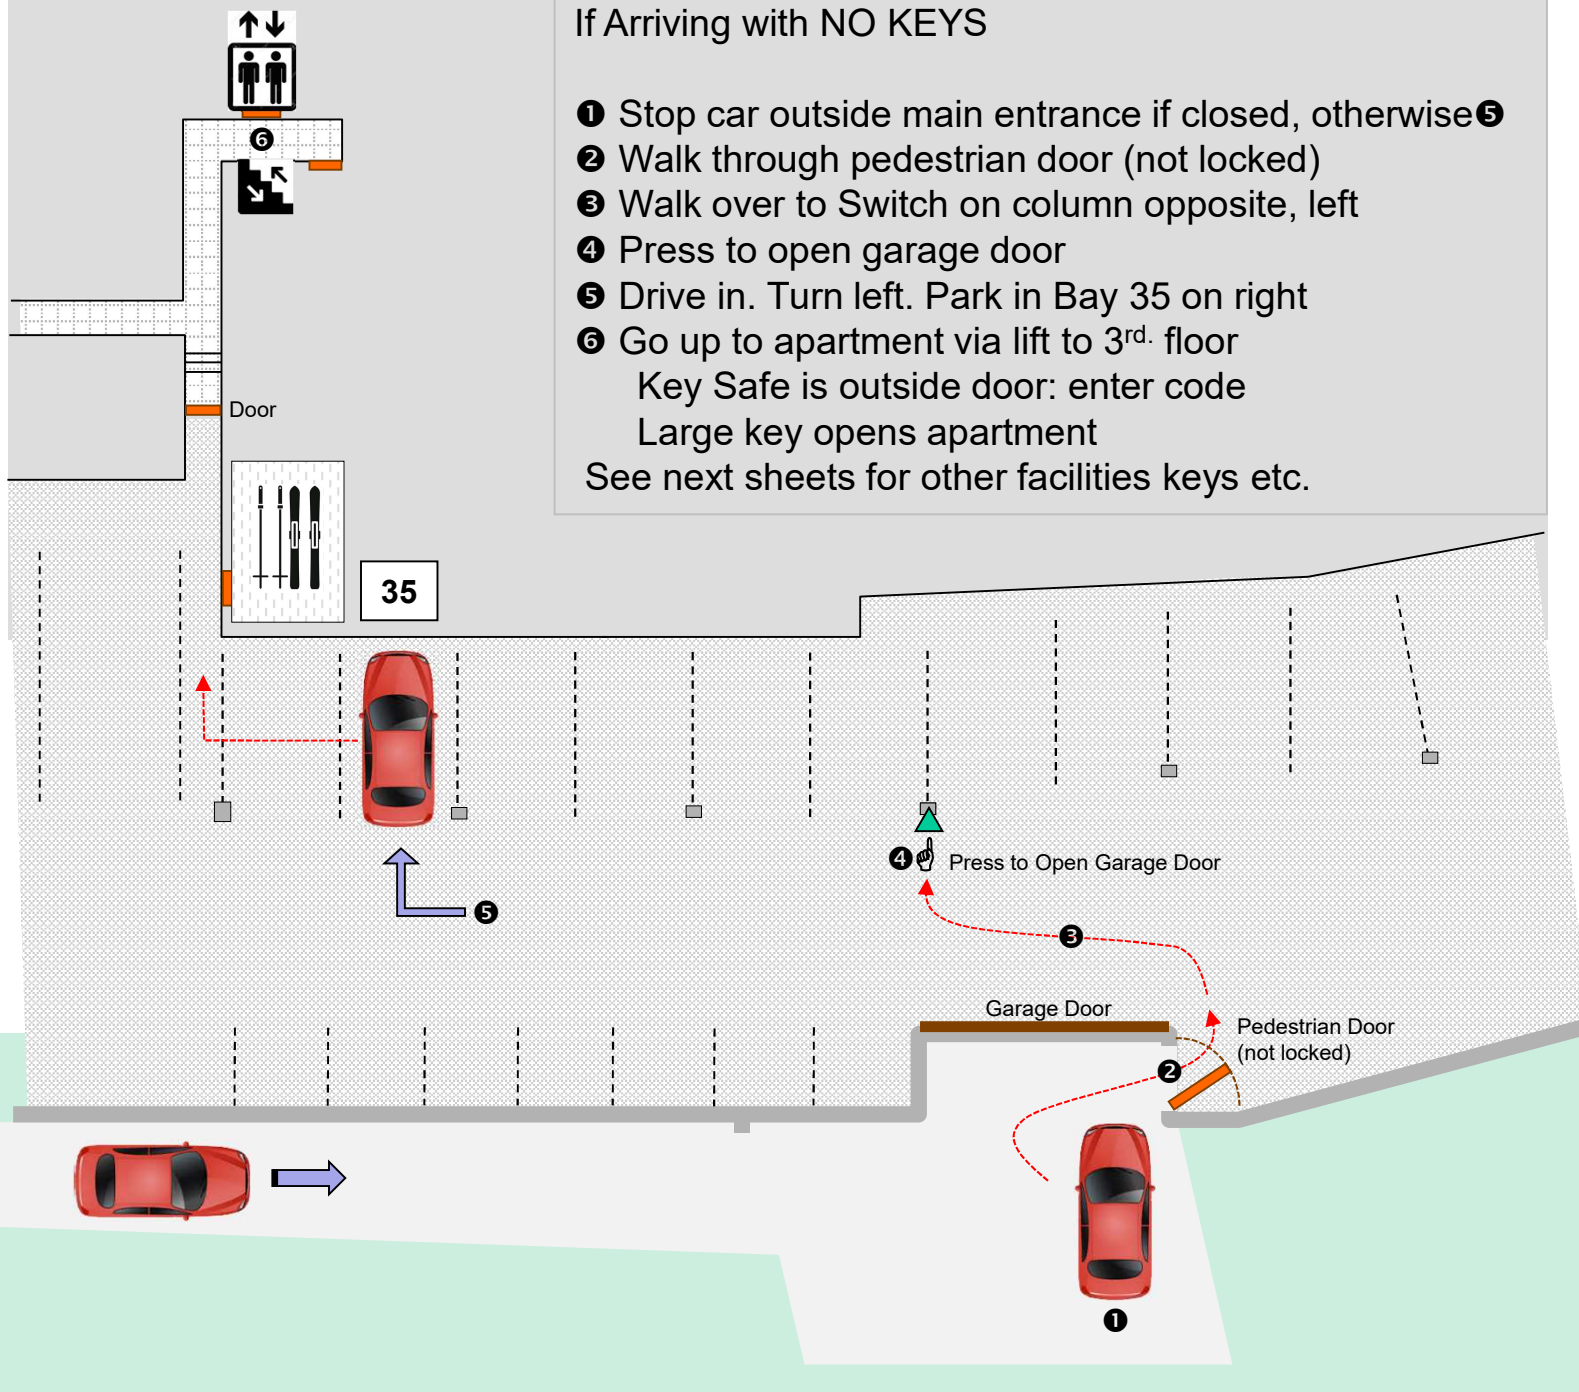 If Arriving with NO KEYS
❶ Stop car outside main entrance if closed, otherwise❺
❷ Walk through pedestrian door (not locked)
❸ Walk over to Switch on column opposite, left
❹ Press to open garage door
❺ Drive in. Turn left. Park in Bay 35 on right
❻ Go up to apartment via lift to 3rd. floor
Key Safe is outside door: enter code
Large key opens apartment
See next sheets for other facilities keys etc.
❻
Door
35
❹ Press to Open Garage Door
❺
❸
Garage Door
Pedestrian Door
(not locked)
❷
❶